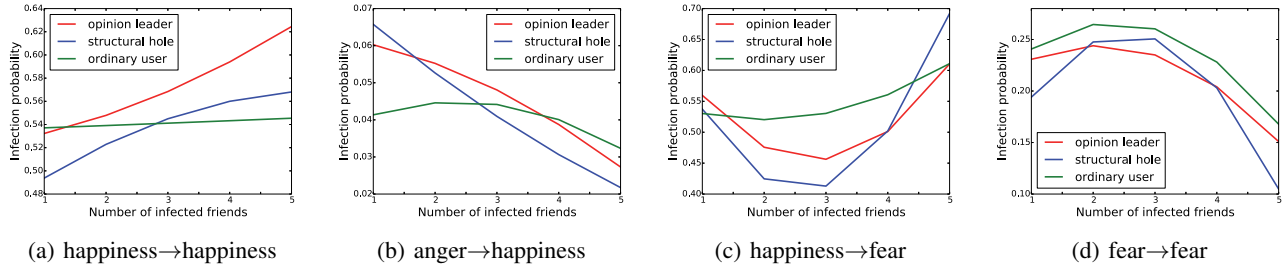 0.64
0.62
0.60
0.58
0.56
0.54
0.52
0.50
0.48
Infection probability
opinion leader
structural hole
ordinary user
1 2 3 4 5
Number of infected friends
(a) happiness→happiness
0.07
0.06
0.05
0.04
0.03
0.02
Infection probability
opinion leader
structural hole
ordinary user
1 2 3 4 5
Number of infected friends
(b) anger→happiness
0.70
0.65
0.60
0.55
0.50
0.45
0.40
Infection probability
opinion leader
structural hole
ordinary user
1 2 3 4 5
Number of infected friends
(c) happiness→fear
0.25
0.20
0.15
0.10
Infection probability
opinion leader
structural hole
ordinary user
1 2 3 4 5
Number of infected friends
(d) fear→fear